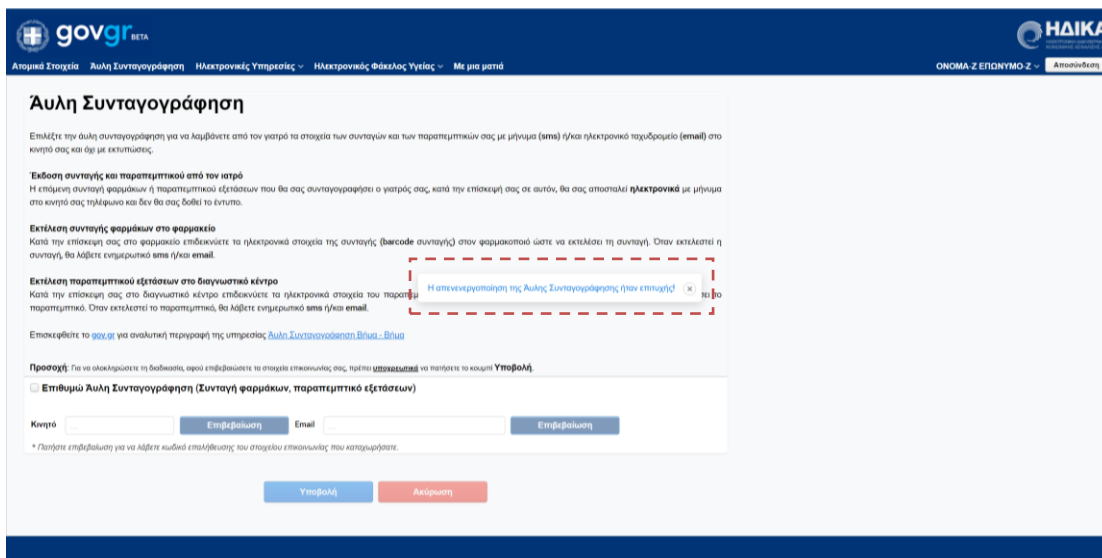 govgr BETA
ΗΔΙΚΑ
Ατομικά Στοιχεία Άυλη Συνταγογράφηση Ηλεκτρονικές Υπηρεσίες Ηλεκτρονικός Φάκελος Υγείας Με μια ματιά
ΟΝΟΜΑ-Ζ ΕΠΩΝΥΜΟ-Ζ Αποσύνδεση
Άυλη Συνταγογράφηση
Επιλέξτε την άυλη συνταγογράφηση για να λαμβάνετε από τον γιατρό τα στοιχεία των συνταγών και των παραπεμπτικών σας με μήνυμα (sms) ή/και ηλεκτρονικό ταχυδρομείο (email) στο
κινητό σας και όχι με εκτυπώσεις.
Έκδοση συνταγής και παραπεμπτικού από τον ιατρό
Η επόμενη συνταγή φαρμάκων ή παραπεμπτικού εξετάσεων που θα σας συνταγογραφήσει ο γιατρός σας, κατά την επίσκεψή σας σε αυτόν, θα σας αποσταλεί ηλεκτρονικά με μήνυμα
στο κινητό σας τηλέφωνο και δεν θα σας δοθεί το έντυπο.
Εκτέλεση συνταγής φαρμάκων στο φαρμακείο
Κατά την επίσκεψη σας στο φαρμακείο επιδεικνύετε τα ηλεκτρονικά στοιχεία της συνταγής (barcode συνταγής) στον φαρμακοποιό ώστε να εκτελέσει τη συνταγή. Όταν εκτελεστεί η
συνταγή, θα λάβετε ενημερωτικό sms ή/και email.
Εκτέλεση παραπεμπτικού εξετάσεων στο διαγνωστικό κέντρο
Η απενενεργοποίηση της Άυλης Συνταγογράφησης ήταν επιτυχής!
Κατά την επίσκεψη σας στο διαγνωστικό κέντρο επιδεικνύετε τα ηλεκτρονικά στοιχεία του το
παραπεμπτικό. Όταν εκτελεστεί το παραπεμπτικό, θα λάβετε ενημερωτικό sms ή/και email.
Επισκεφθείτε το gov.gr για αναλυτική περιγραφή της υπηρεσίας Άυλη Συνταγογράφηση Βήμα - Βήμα
Προσοχή: Για να ολοκληρώσετε τη διαδικασία, αφού επιβεβαιώσετε τα στοιχεία επικοινωνίας σας, πρέπει υποχρεωτικά να πατήσετε το κουμπί Υποβολή.
Επιθυμώ Άυλη Συνταγογράφηση (Συνταγή φαρμάκων, παραπεμπτικό εξετάσεων)
Κινητό Επιβεβαίωση Email Επιβεβαίωση
* Πατήστε επιβεβαίωση για να λάβετε κωδικό επαλήθευσης του στοιχείου επικοινωνίας που καταχωρήσατε.
Υποβολή Ακύρωση